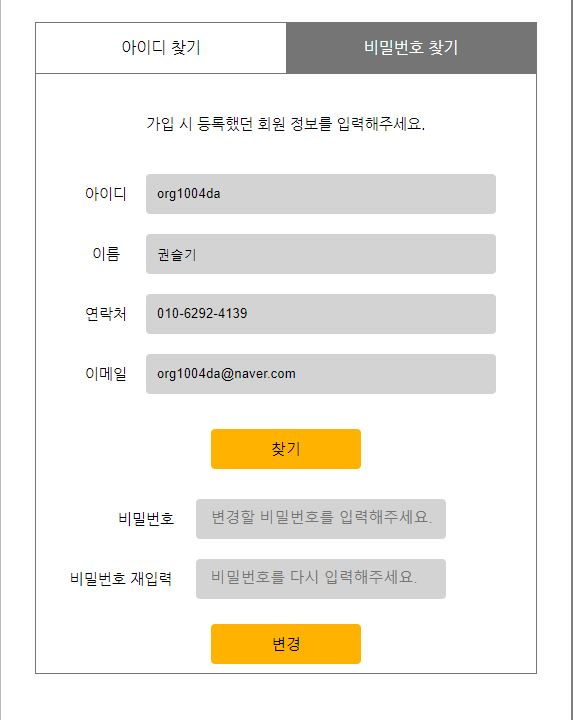 아이디 찾기 비밀번호 찾기
가입 시 등록했던 회원 정보를 입력해주세요.
아이디 org1004da
이름 권슬기
연락처 010-6292-4139
이메일 org1004da@naver.com
찾기
비밀번호 변경할 비밀번호를 입력해주세요.
비밀번호 재입력 비밀번호를 다시 입력해주세요.
변경